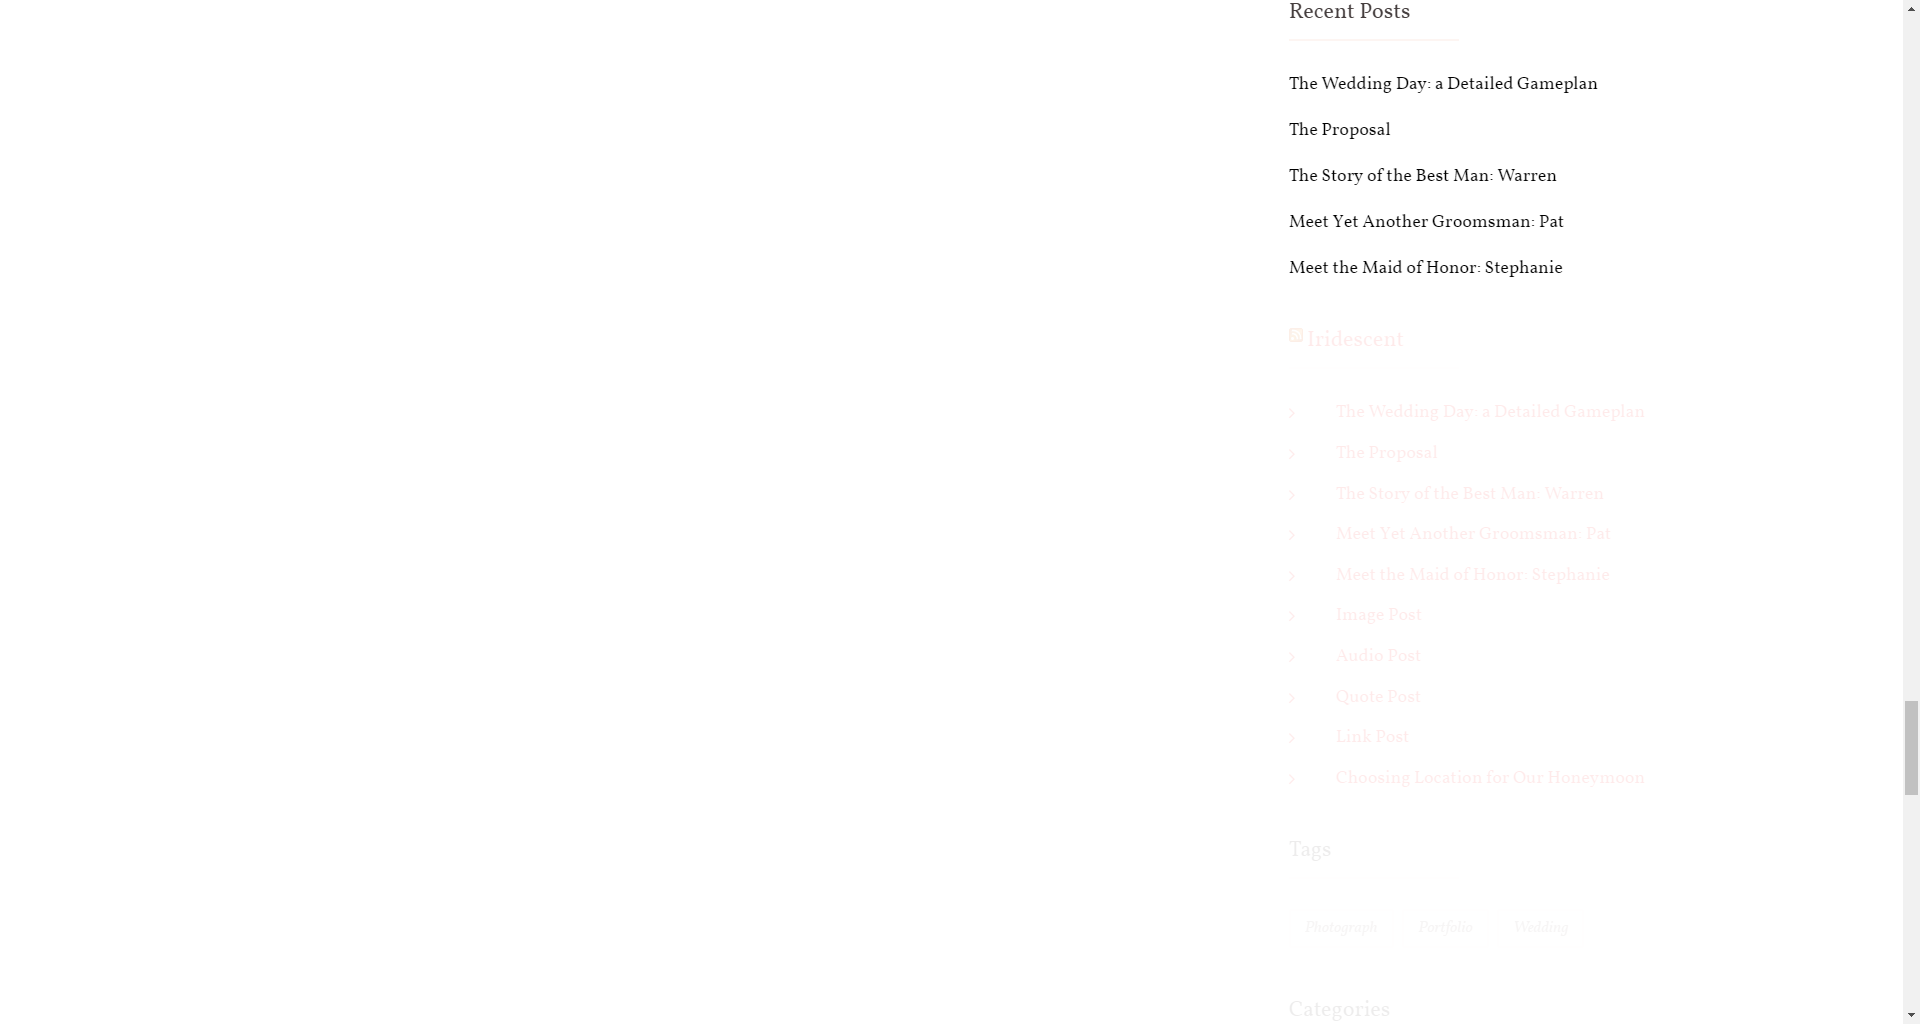 Recent Posts
The Wedding Day: a Detailed Gameplan
The Proposal
The Story of the Best Man: Warren
Meet Yet Another Groomsman: Pat
Meet the Maid of Honor: Stephanie
Iridescent
The Wedding Day: a Detailed Gameplan
The Proposal
The Story of the Best Man: Warren
Meet Yet Another Groomsman: Pat
Meet the Maid of Honor: Stephanie
Image Post
Audio Post
Quote Post
Link Post
Choosing Location for Our Honeymoon
Tags
Photograph Portfolio Wedding
Categories